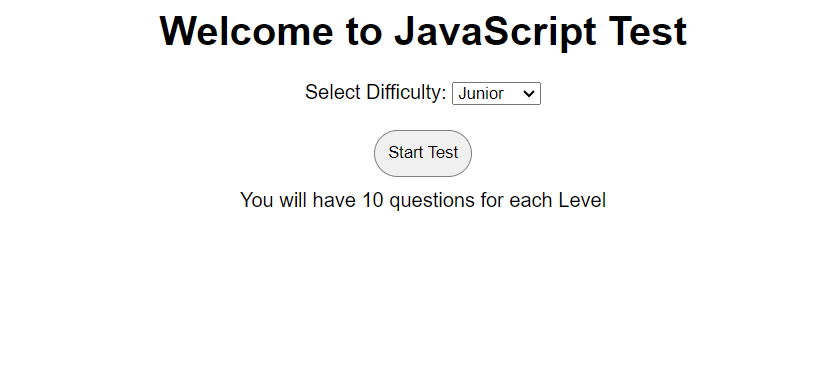 Welcome to JavaScript Test
Select Difficulty: Junior
Start Test
You will have 10 questions for each Level